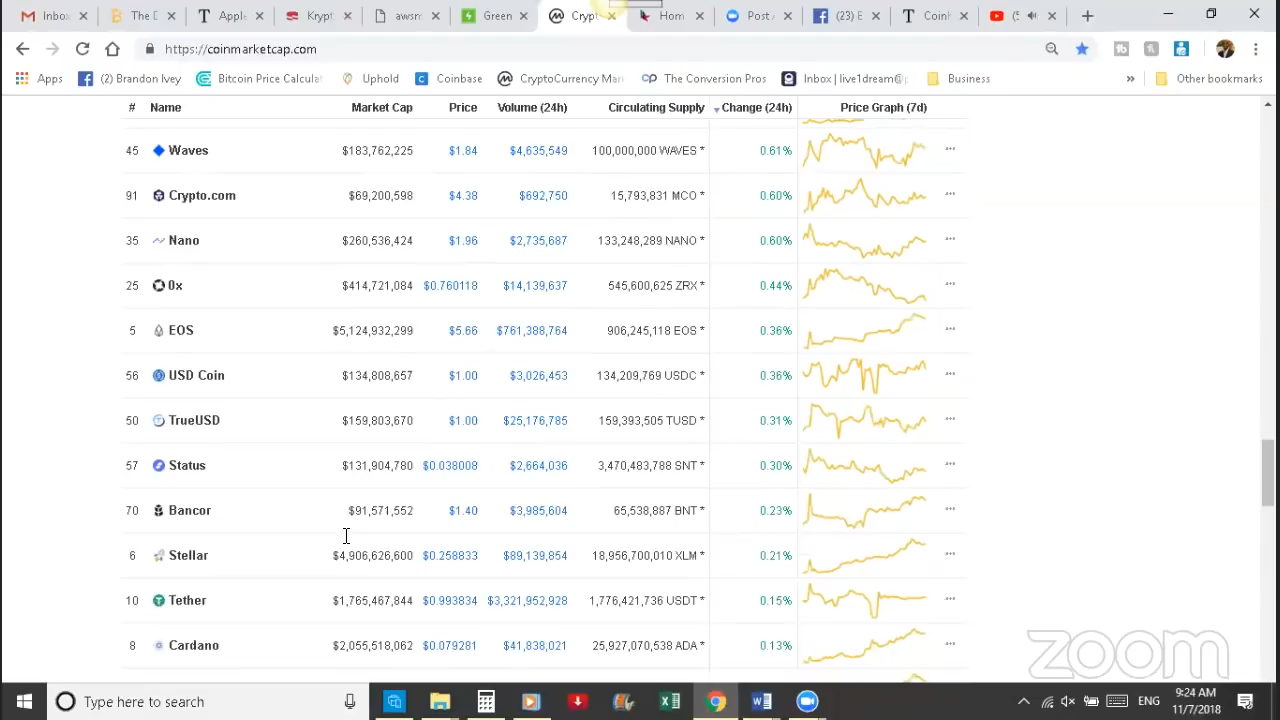 Inbo The D Apple Krypt awsm Green Crypt Hom Post A (23) E Coin (5
https://coinmarketcap.com
Apps (2) Brandon Ivey Bitcoin Price Calculat Uphold Coinbase CryptoCurrency Mar The Conversion Pros Inbox | live1dream@ Business » Other bookmarks
# Name Market Cap Price Volume (24h) Circulating Supply Change (24h) Price Graph (7d)
45 Waves $183,762,225 $1.84 $4,635,549 100,000,000 WAVES * 0.61%
91 Crypto.com $69,200,598 $4.38 $692,750 15,793,831 MCO * 0.60%
35 Nano $260,536,424 $1.96 $2,735,687 133,248,289 NANO * 0.60%
25 0x $414,721,084 $0.760118 $14,139,637 545,600,625 ZRX * 0.44%
5 EOS $5,124,932,299 $5.66 $761,388,764 906,245,118 EOS * 0.36%
56 USD Coin $134,808,657 $1.00 $3,026,453 134,209,769 USDC * 0.36%
50 TrueUSD $159,803,670 $1.00 $25,176,785 159,393,505 TUSD * 0.31%
57 Status $131,904,780 $0.038008 $2,664,036 3,470,483,788 SNT * 0.30%
70 Bancor $91,571,552 $1.40 $3,985,604 65,538,887 BNT * 0.23%
6 Stellar $4,906,626,600 $0.258833 $89,139,854 18,956,700,010 XLM * 0.21%
10 Tether $1,765,467,844 $0.993834 $3,321,952,928 1,776,421,736 USDT * 0.15%
8 Cardano $2,055,518,062 $0.079281 $41,838,021 25,927,070,538 ADA * 0.13%
zoom
Type here to search ENG 9:24 AM
11/7/2018